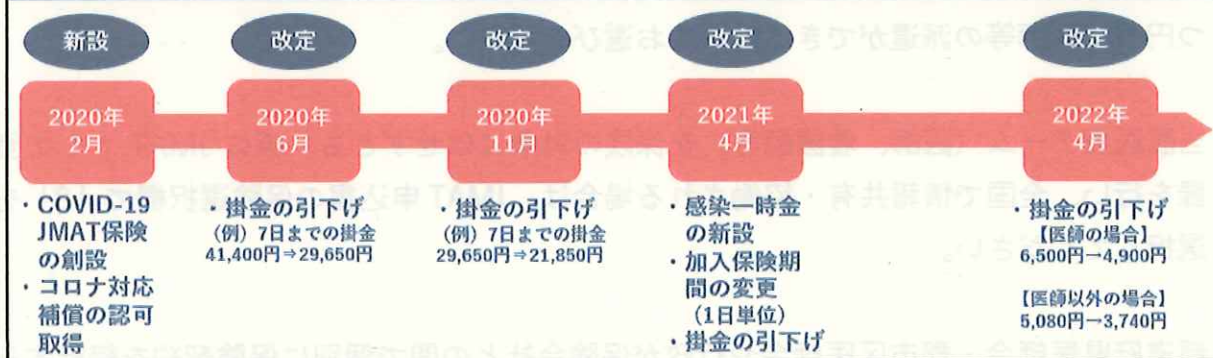 新設
改定
改定
改定
改定
2020年
2月
2020年
6月
2020年
11月
2021年
4月
2022年
4月
・COVID-19
JMAT保険
の創設
・コロナ対応
補償の認可
取得
・掛金の引下げ
(例) 7日までの掛金
41,400円⇒29,650円
・掛金の引下げ
(例) 7日までの掛金
29,650円⇒21,850円
・感染一時金
の新設
・加入保険期
間の変更
(1日単位)
・掛金の引下げ
・掛金の引下げ
【医師の場合】
6,500円→4,900円
【医師以外の場合】
5,080円→3,740円